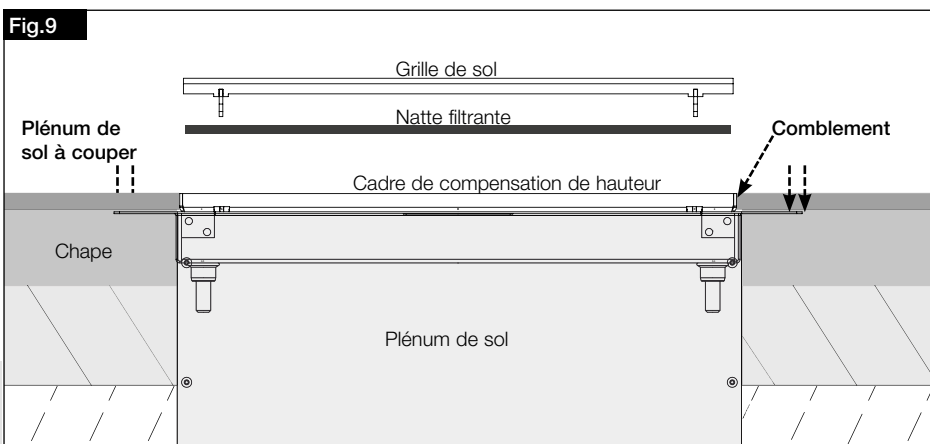 Fig.9
Grille de sol
Natte filtrante
Plénum de
sol à couper
Comblement
Cadre de compensation de hauteur
Chape
Plénum de sol